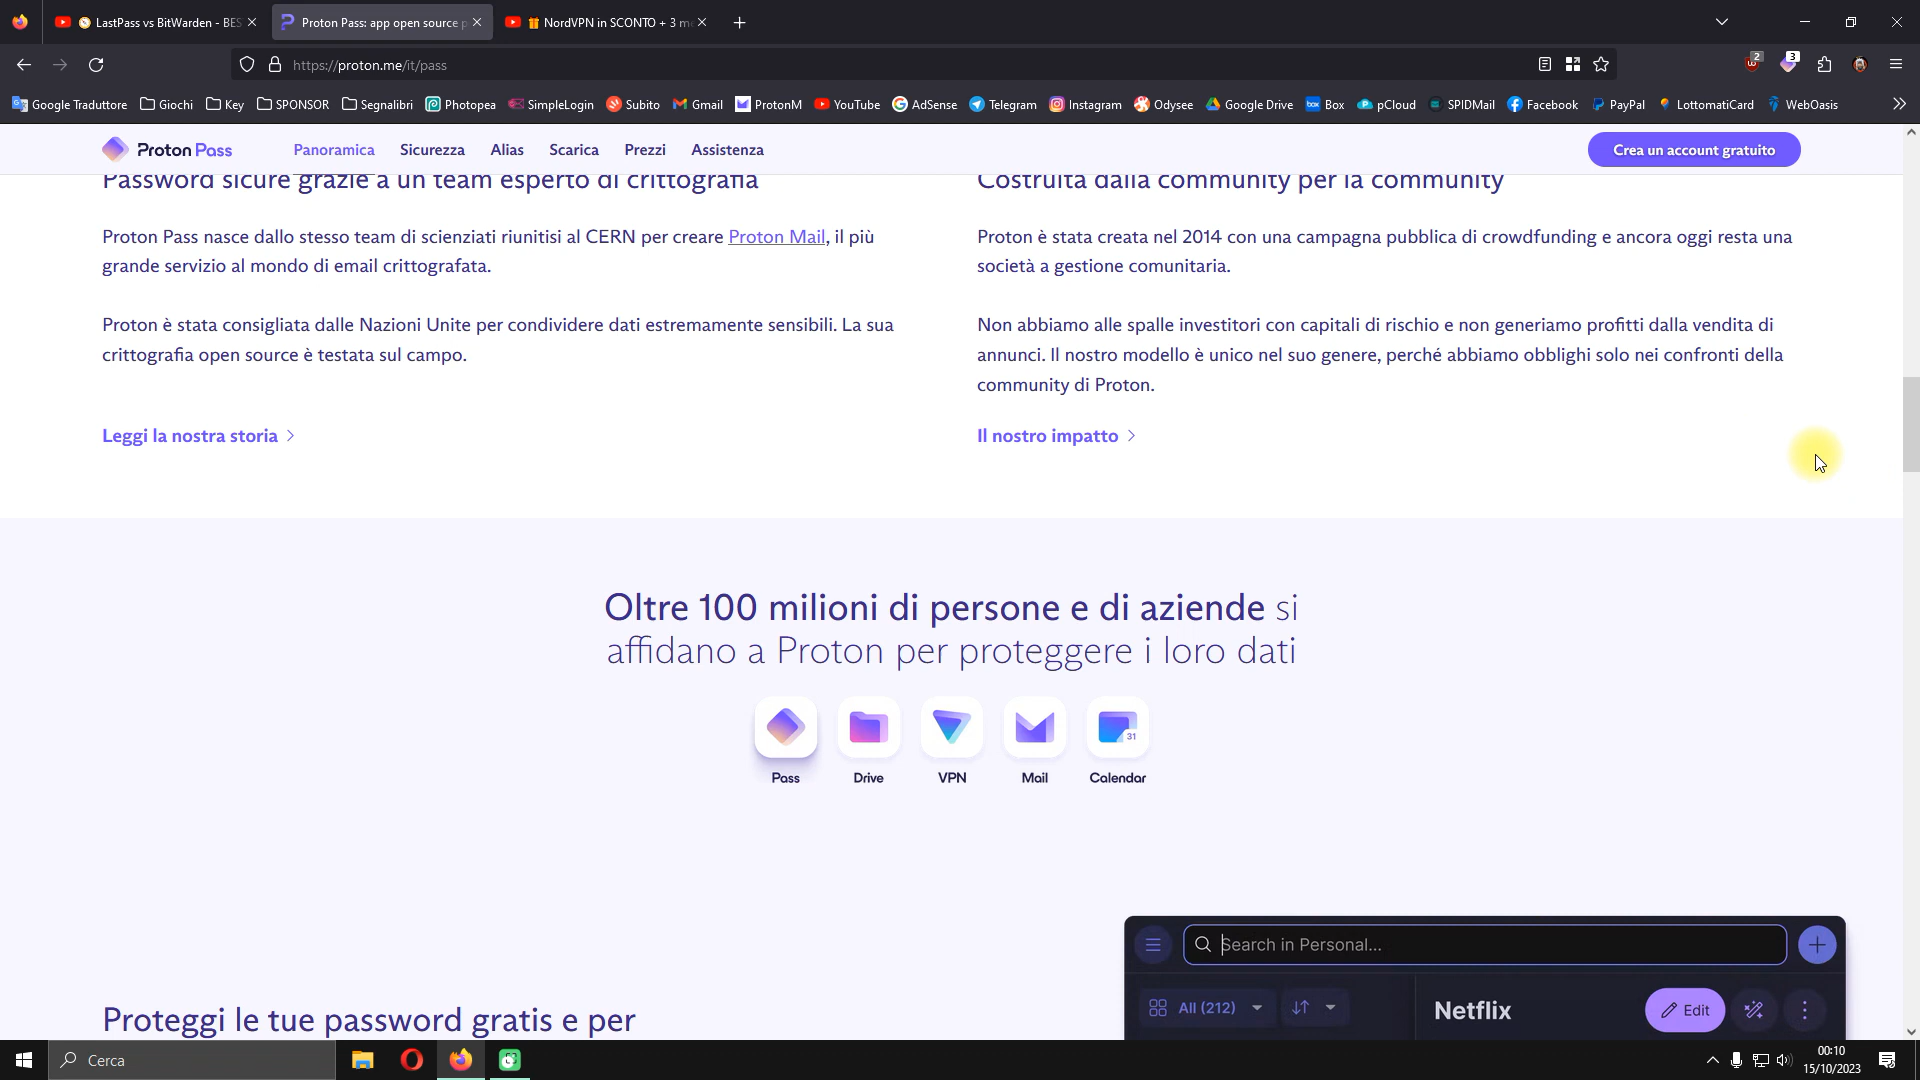 LastPass vs BitWarden - BES
Proton Pass: app open source p
NordVPN in SCONTO + 3 me
https://proton.me/it/pass
2
3
Google Traduttore
Giochi
Key
SPONSOR
Segnalibri
Photopea
SimpleLogin
Subito
Gmail
ProtonM
YouTube
AdSense
Telegram
Instagram
Odysee
Google Drive
Box
pCloud
SPIDMail
Facebook
PayPal
LottomatiCard
WebOasis
Proton Pass
Panoramica
Sicurezza
Alias
Scarica
Prezzi
Assistenza
Crea un account gratuito
Password sicure grazie a un team esperto di crittografia
Proton Pass nasce dallo stesso team di scienziati riunitisi al CERN per creare Proton Mail, il più
grande servizio al mondo di email crittografata.
Proton è stata consigliata dalle Nazioni Unite per condividere dati estremamente sensibili. La sua
crittografia open source è testata sul campo.
Leggi la nostra storia
Costruita dalla community per la community
Proton è stata creata nel 2014 con una campagna pubblica di crowdfunding e ancora oggi resta una
società a gestione comunitaria.
Non abbiamo alle spalle investitori con capitali di rischio e non generiamo profitti dalla vendita di
annunci. Il nostro modello è unico nel suo genere, perché abbiamo obblighi solo nei confronti della
community di Proton.
Il nostro impatto
Oltre 100 milioni di persone e di aziende si
affidano a Proton per proteggere i loro dati
31
Pass
Drive
VPN
Mail
Calendar
Search in Personal...
All (212)
Netflix
Edit
Proteggi le tue password gratis e per
Cerca
00:10
15/10/2023